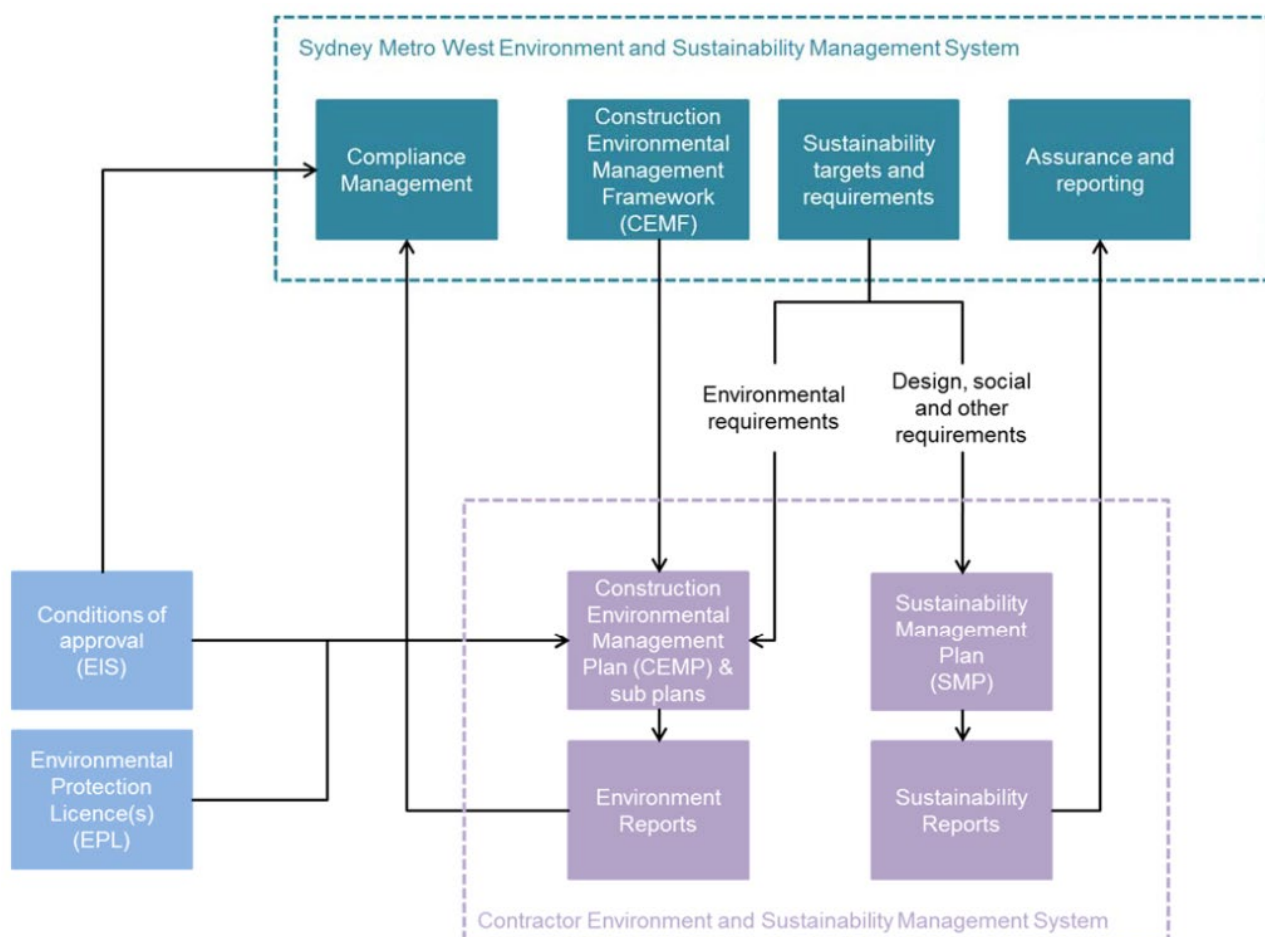 Sydney Metro West Environment and Sustainability Management System
Compliance
Management
Construction
Environmental
Management
Framework
(CEMF)
Sustainability
targets and
requirements
Assurance and
reporting
Environmental
requirements
Design, social
and other
requirements
Conditions of
approval
(EIS)
Construction
Environmental
Management
Plan (CEMP) &
sub plans
Sustainability
Management
Plan
(SMP)
Environmental
Protection
Licence(s)
(EPL)
Environment
Reports
Sustainability
Reports
Contractor Environment and Sustainability Management System